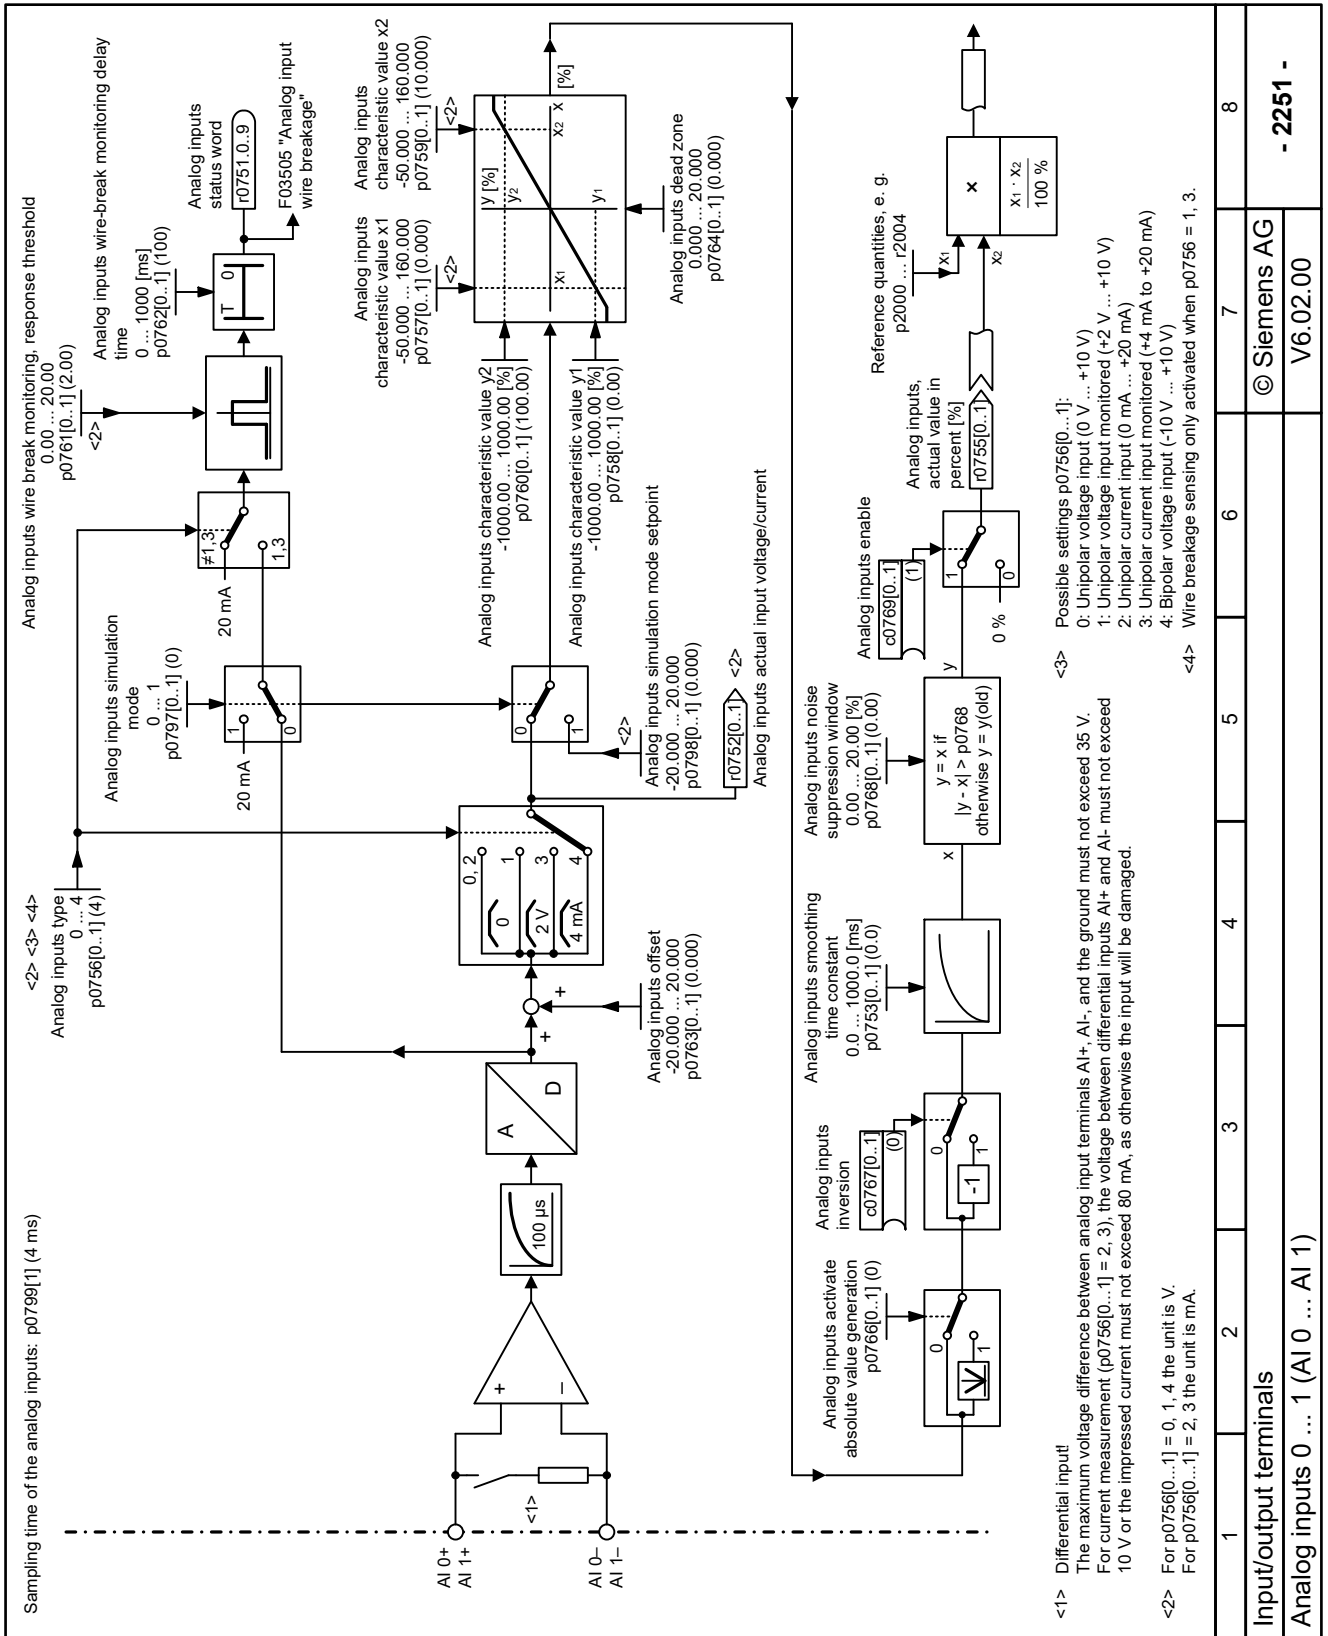 Sampling time of the analog inputs: p0799[1] (4 ms)
<2> <3> <4>
Analog inputs type
0 ... 4
p0756[0..1] (4)
Analog inputs simulation
mode
0 ... 1
p0797[0..1] (0)
20 mA
1
0
Analog inputs wire break monitoring, response threshold
0.00 ... 20.00
p0761[0..1] (2.00)
<2>
20 mA
≠1,3
1,3
Analog inputs wire-break monitoring delay
time
0 ... 1000 [ms]
p0762[0..1] (100)
T
0
Analog inputs
status word
r0751.0..9
F03505 "Analog input
wire breakage"
AI 0+
AI 1+
AI 0–
AI 1–
<1>
+
–
100 µs
A
D
+
+
Analog inputs offset
-20.000 ... 20.000
p0763[0..1] (0.000)
0, 2
1
3
4
0
2 V
4 mA
0
1
<2>
Analog inputs simulation mode setpoint
-20.000 ... 20.000
p0798[0..1] (0.000)
r0752[0..1]
<2>
Analog inputs actual input voltage/current
Analog inputs characteristic value y2
-1000.00 ... 1000.00 [%]
p0760[0..1] (100.00)
Analog inputs characteristic value y1
-1000.00 ... 1000.00 [%]
p0758[0..1] (0.00)
Analog inputs
characteristic value x1
-50.000 ... 160.000
p0757[0..1] (0.000)
<2>
Analog inputs
characteristic value x2
-50.000 ... 160.000
p0759[0..1] (10.000)
<2>
y [%]
y2
x1
x2
x
y1
[%]
Analog inputs dead zone
0.000 ... 20.000
p0764[0..1] (0.000)
Analog inputs activate
absolute value generation
p0766[0..1] (0)
0
1
Analog inputs
inversion
c0767[0..1]
(0)
0
1
-1
Analog inputs smoothing
time constant
0.0 ... 1000.0 [ms]
p0753[0..1] (0.0)
Analog inputs noise
suppression window
0.00 ... 20.00 [%]
p0768[0..1] (0.00)
x
y = x if
|y - x| > p0768
otherwise y = y(old)
y
Analog inputs enable
c0769[0..1]
(1)
1
0
0 %
Analog inputs,
actual value in
percent [%]
r0755[0..1]
Reference quantities, e. g.
p2000 ... r2004
x1
x2
×
x1 · x2
100 %
<1> Differential input!
The maximum voltage difference between analog input terminals AI+, AI-, and the ground must not exceed 35 V.
For current measurement (p0756[0...1] = 2, 3), the voltage between differential inputs AI+ and AI- must not exceed
10 V or the impressed current must not exceed 80 mA, as otherwise the input will be damaged.
<2> For p0756[0...1] = 0, 1, 4 the unit is V.
For p0756[0...1] = 2, 3 the unit is mA.
<3> Possible settings p0756[0...1]:
0: Unipolar voltage input (0 V ... +10 V)
1: Unipolar voltage input monitored (+2 V ... +10 V)
2: Unipolar current input (0 mA ... +20 mA)
3: Unipolar current input monitored (+4 mA to +20 mA)
4: Bipolar voltage input (-10 V ... +10 V)
<4> Wire breakage sensing only activated when p0756 = 1, 3.
1 2 3 4 5 6 7 8
Input/output terminals
© Siemens AG
- 2251 -
Analog inputs 0 ... 1 (AI 0 ... AI 1)
V6.02.00